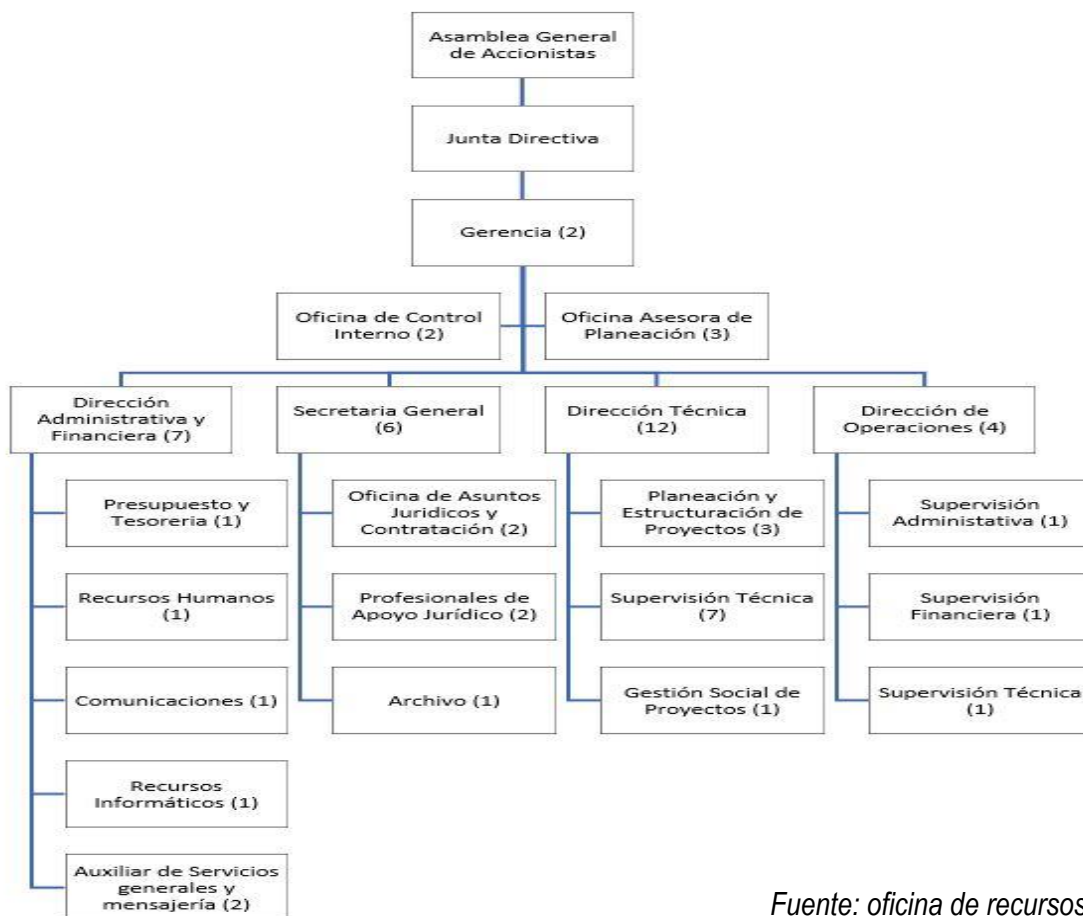 Asamblea General
de Accionistas
Junta Directiva
Gerencia (2)
Oficina de Control
Interno (2)
Oficina Asesora de
Planeación (3)
Dirección
Administrativa y
Financiera (7)
Secretaria General
(6)
Dirección Técnica
(12)
Dirección de
Operaciones (4)
Presupuesto y
Tesoreria (1)
Recursos Humanos
(1)
Comunicaciones (1)
Recursos
Informáticos (1)
Auxiliar de Servicios
generales y
mensajería (2)
Oficina de Asuntos
Juridicos y
Contratación (2)
Profesionales de
Apoyo Jurídico (2)
Archivo (1)
Planeación y
Estructuración de
Proyectos (3)
Supervisión Técnica
(7)
Gestión Social de
Proyectos (1)
Supervisión
Administativa (1)
Supervisión
Financiera (1)
Supervisión Técnica
(1)
Fuente: oficina de recursos